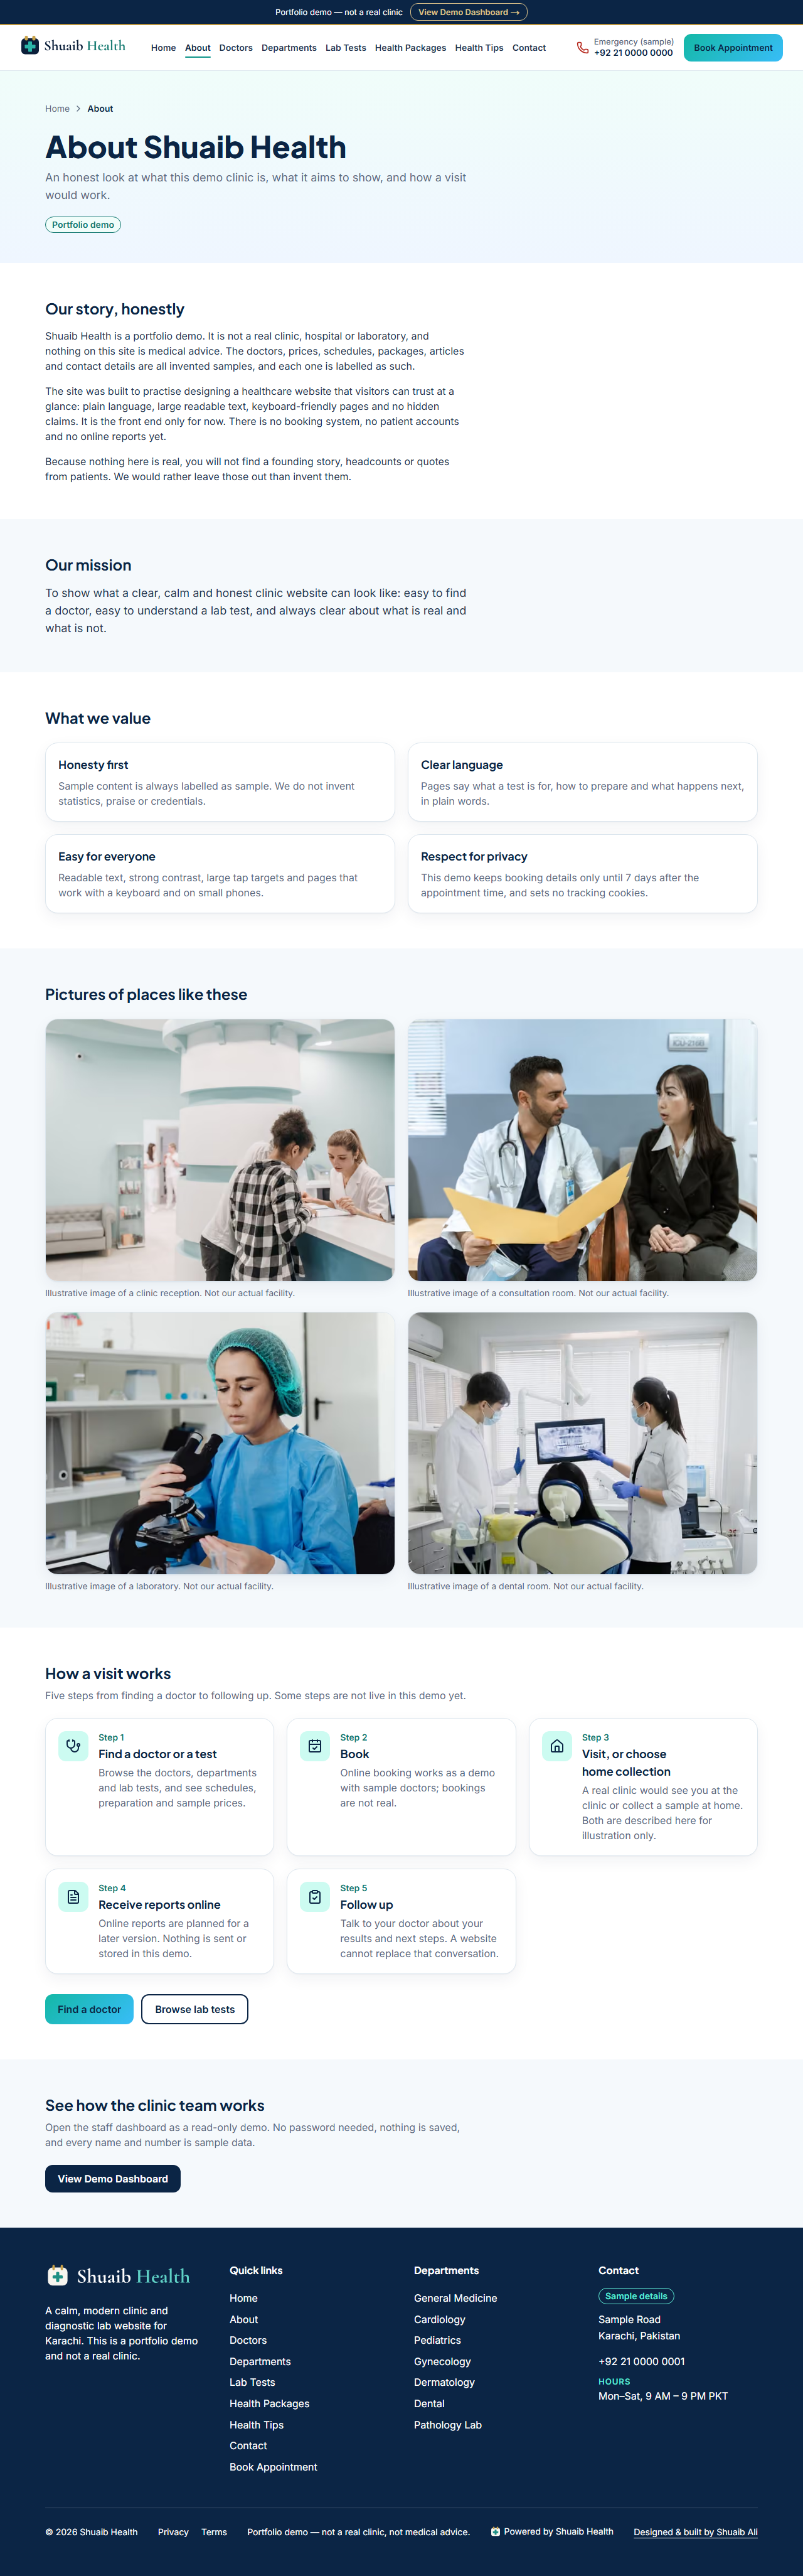 Portfolio demo — not a real clinic
View Demo Dashboard →
Shuaib Health
Home
About
Doctors
Departments
Lab Tests
Health Packages
Health Tips
Contact
Emergency (sample)
+92 21 0000 0000
Book Appointment
Home
About
About Shuaib Health
An honest look at what this demo clinic is, what it aims to show, and how a visit
would work.
Portfolio demo
Our story, honestly
Shuaib Health is a portfolio demo. It is not a real clinic, hospital or laboratory, and
nothing on this site is medical advice. The doctors, prices, schedules, packages, articles
and contact details are all invented samples, and each one is labelled as such.
The site was built to practise designing a healthcare website that visitors can trust at a
glance: plain language, large readable text, keyboard-friendly pages and no hidden
claims. It is the front end only for now. There is no booking system, no patient accounts
and no online reports yet.
Because nothing here is real, you will not find a founding story, headcounts or quotes
from patients. We would rather leave those out than invent them.
Our mission
To show what a clear, calm and honest clinic website can look like: easy to find
a doctor, easy to understand a lab test, and always clear about what is real and
what is not.
What we value
Honesty first
Sample content is always labelled as sample. We do not invent
statistics, praise or credentials.
Clear language
Pages say what a test is for, how to prepare and what happens next,
in plain words.
Easy for everyone
Readable text, strong contrast, large tap targets and pages that
work with a keyboard and on small phones.
Respect for privacy
This demo keeps booking details only until 7 days after the
appointment time, and sets no tracking cookies.
Pictures of places like these
ICU-216B
Illustrative image of a clinic reception. Not our actual facility.
Illustrative image of a consultation room. Not our actual facility.
Illustrative image of a laboratory. Not our actual facility.
Illustrative image of a dental room. Not our actual facility.
How a visit works
Five steps from finding a doctor to following up. Some steps are not live in this demo yet.
Step 1
Find a doctor or a test
Browse the doctors, departments
and lab tests, and see schedules,
preparation and sample prices.
Step 2
Book
Online booking works as a demo
with sample doctors; bookings
are not real.
Step 3
Visit, or choose
home collection
A real clinic would see you at the
clinic or collect a sample at home.
Both are described here for
illustration only.
Step 4
Receive reports online
Online reports are planned for a
later version. Nothing is sent or
stored in this demo.
Step 5
Follow up
Talk to your doctor about your
results and next steps. A website
cannot replace that conversation.
Find a doctor
Browse lab tests
See how the clinic team works
Open the staff dashboard as a read-only demo. No password needed, nothing is saved,
and every name and number is sample data.
View Demo Dashboard
Shuaib Health
A calm, modern clinic and
diagnostic lab website for
Karachi. This is a portfolio demo
and not a real clinic.
Quick links
Home
About
Doctors
Departments
Lab Tests
Health Packages
Health Tips
Contact
Book Appointment
Departments
General Medicine
Cardiology
Pediatrics
Gynecology
Dermatology
Dental
Pathology Lab
Contact
Sample details
Sample Road
Karachi, Pakistan
+92 21 0000 0001
HOURS
Mon–Sat, 9 AM – 9 PM PKT
© 2026 Shuaib Health
Privacy
Terms
Portfolio demo — not a real clinic, not medical advice.
Powered by Shuaib Health
Designed & built by Shuaib Ali